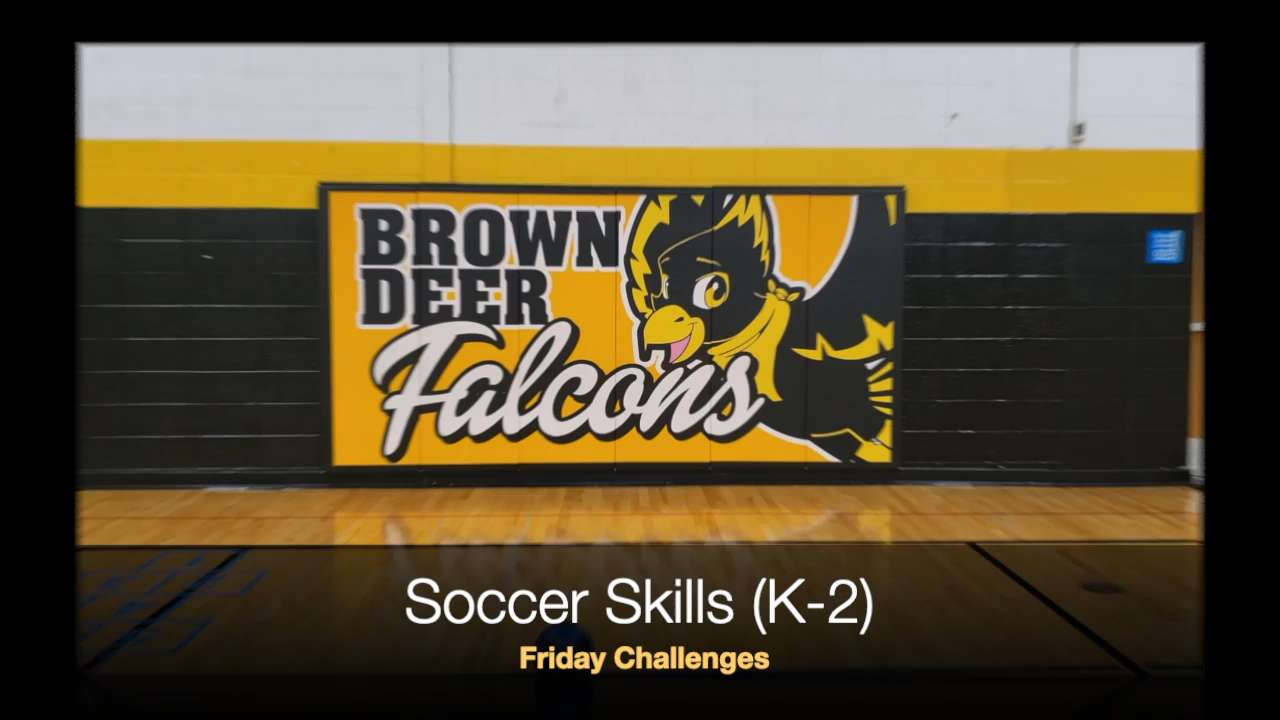 BROWN
DEER
Falcons
Soccer Skills (K-2)
Friday Challenges